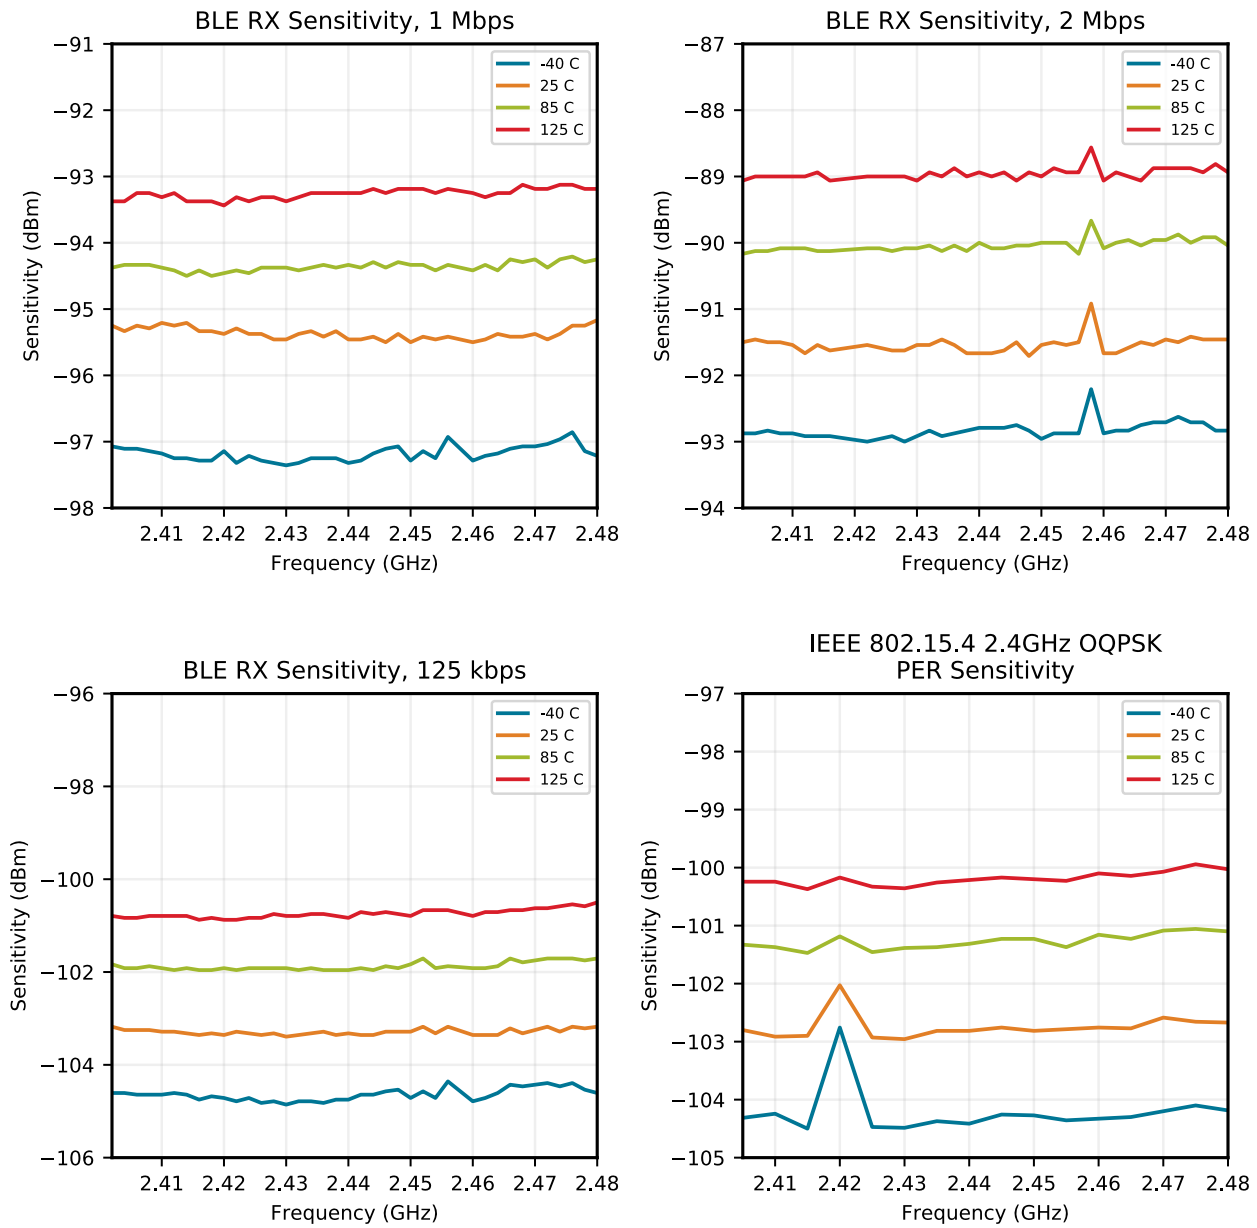 BLE RX Sensitivity, 1 Mbps
−91
−92
−93
−94
−95
−96
−97
−98
Sensitivity (dBm)
-40 C
25 C
85 C
125 C
2.41 2.42 2.43 2.44 2.45 2.46 2.47 2.48
Frequency (GHz)
BLE RX Sensitivity, 2 Mbps
−87
−88
−89
−90
−91
−92
−93
−94
Sensitivity (dBm)
-40 C
25 C
85 C
125 C
2.41 2.42 2.43 2.44 2.45 2.46 2.47 2.48
Frequency (GHz)
BLE RX Sensitivity, 125 kbps
−96
−98
−100
−102
−104
−106
Sensitivity (dBm)
-40 C
25 C
85 C
125 C
2.41 2.42 2.43 2.44 2.45 2.46 2.47 2.48
Frequency (GHz)
IEEE 802.15.4 2.4GHz OQPSK
PER Sensitivity
−97
−98
−99
−100
−101
−102
−103
−104
−105
Sensitivity (dBm)
-40 C
25 C
85 C
125 C
2.41 2.42 2.43 2.44 2.45 2.46 2.47 2.48
Frequency (GHz)